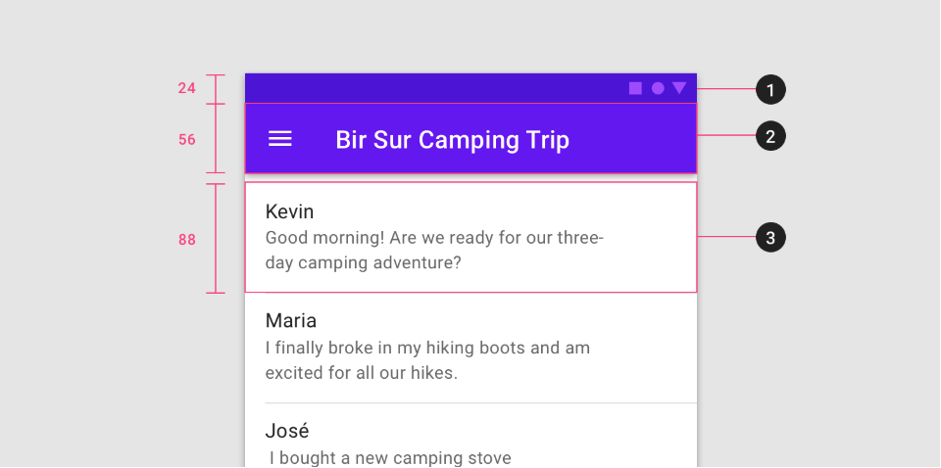 24
1
56
Bir Sur Camping Trip
2
88
Kevin
Good morning! Are we ready for our three-
day camping adventure?
3
Maria
I finally broke in my hiking boots and am
excited for all our hikes.
José
I bought a new camping stove